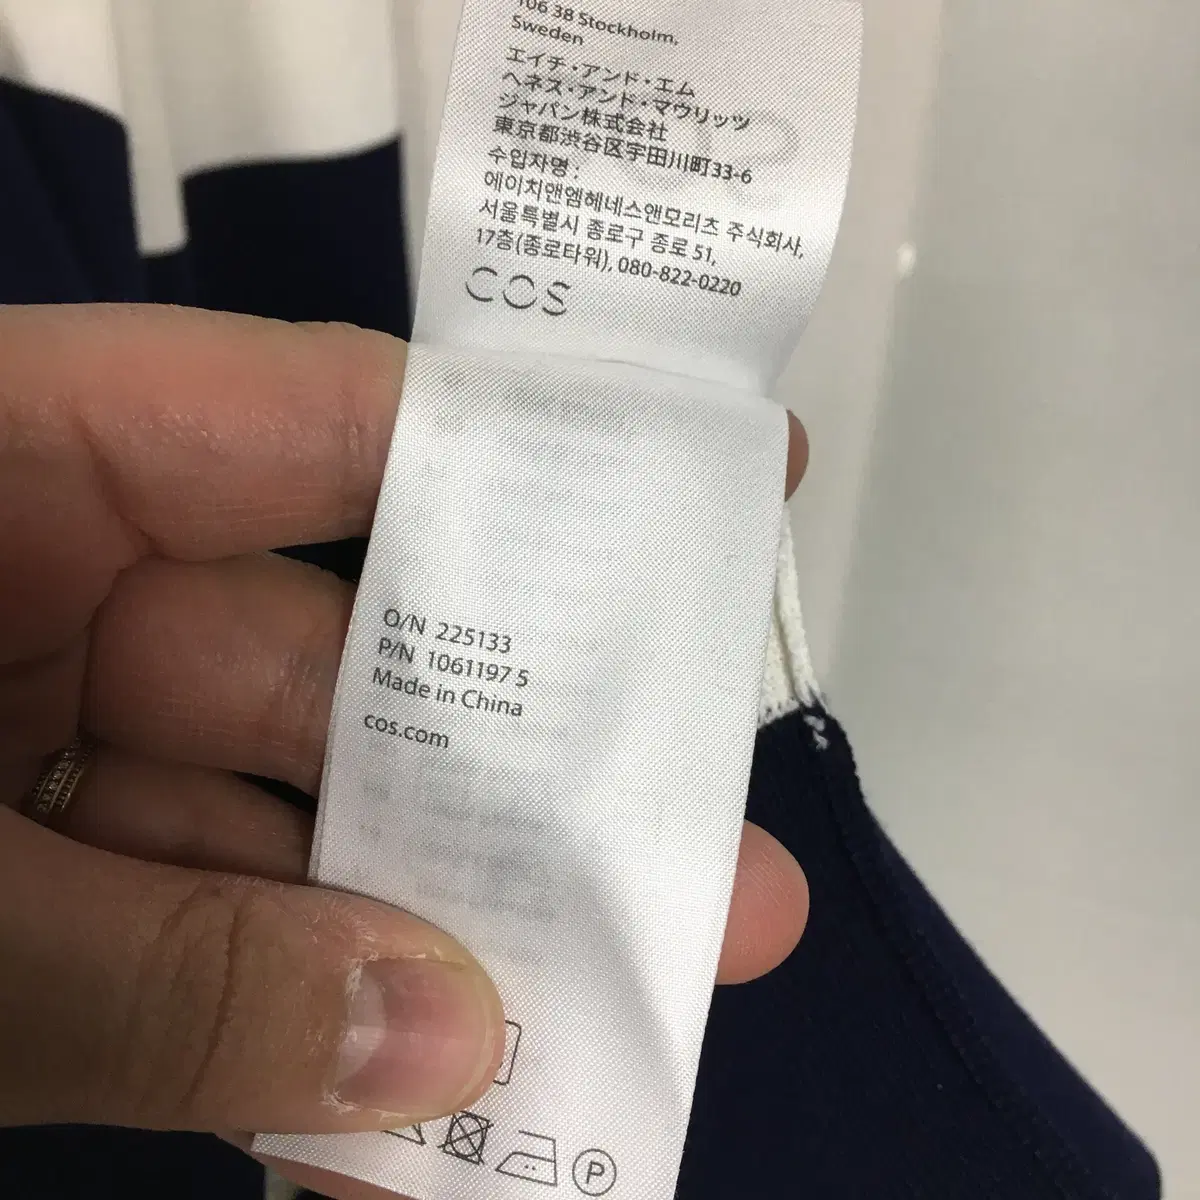 106 38 Stockholm,
Sweden
エイチ・アンド・エム
ヘネス・アンド・マウリッツ
ジャパン株式会社
東京都渋谷区宇田川町33-6
수입자명 :
에이치앤엠헤네스앤모리츠 주식회사,
서울특별시 종로구 종로 51,
17층(종로타워), 080-822-0220
COS
O/N 225133
P/N 1061197 5
Made in China
cos.com
P